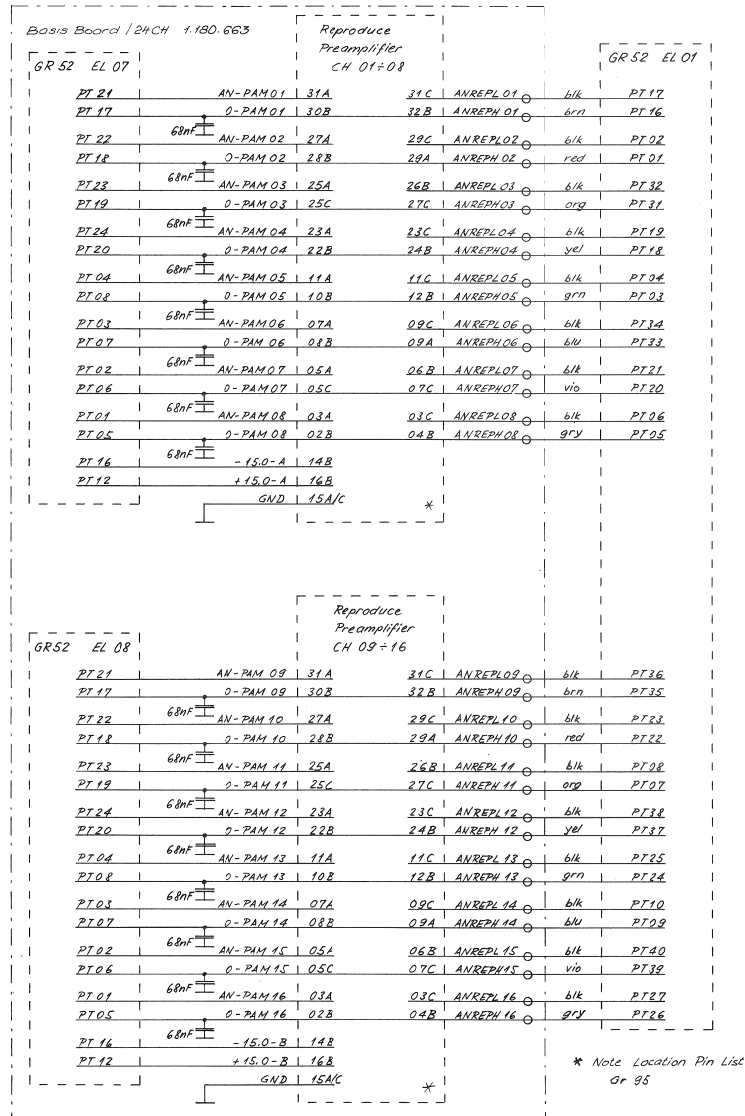 Basis Board / 24CH 1.180.663
Reproduce
Preamplifier
CH 01÷08
GR 52 EL 07
GR 52 EL 01
PT 21 AN-PAM 01 31A 31C ANREPL 01 blk PT 17
PT 17 0-PAM 01 30B 32B ANREPH 01 brn PT 16
68nF
PT 22 AN-PAM 02 27A 29C ANREPL 02 blk PT 02
PT 18 0-PAM 02 28B 29A ANREPH 02 red PT 01
68nF
PT 23 AN-PAM 03 25A 26B ANREPL 03 blk PT 32
PT 19 0-PAM 03 25C 27C ANREPH 03 org PT 31
68nF
PT 24 AN-PAM 04 23A 23C ANREPL 04 blk PT 19
PT 20 0-PAM 04 22B 24B ANREPH 04 yel PT 18
68nF
PT 04 AN-PAM 05 11A 11C ANREPL 05 blk PT 04
PT 08 0-PAM 05 10B 12B ANREPH 05 grn PT 03
68nF
PT 03 AN-PAM 06 07A 09C ANREPL 06 blk PT 34
PT 07 0-PAM 06 08B 09A ANREPH 06 blu PT 33
68nF
PT 02 AN-PAM 07 05A 06B ANREPL 07 blk PT 21
PT 06 0-PAM 07 05C 07C ANREPH 07 vio PT 20
68nF
PT 01 AN-PAM 08 03A 03C ANREPL 08 blk PT 06
PT 05 0-PAM 08 02B 04B ANREPH 08 gry PT 05
68nF
PT 16 -15.0-A 14B
PT 12 +15.0-A 16B
GND 15A/C
*
Reproduce
Preamplifier
CH 09÷16
GR 52 EL 08
PT 21 AN-PAM 09 31A 31C ANREPL 09 blk PT 36
PT 17 0-PAM 09 30B 32B ANREPH 09 brn PT 35
68nF
PT 22 AN-PAM 10 27A 29C ANREPL 10 blk PT 23
PT 18 0-PAM 10 28B 29A ANREPH 10 red PT 22
68nF
PT 23 AN-PAM 11 25A 26B ANREPL 11 blk PT 08
PT 19 0-PAM 11 25C 27C ANREPH 11 org PT 07
68nF
PT 24 AN-PAM 12 23A 23C ANREPL 12 blk PT 38
PT 20 0-PAM 12 22B 24B ANREPH 12 yel PT 37
68nF
PT 04 AN-PAM 13 11A 11C ANREPL 13 blk PT 25
PT 08 0-PAM 13 10B 12B ANREPH 13 grn PT 24
68nF
PT 03 AN-PAM 14 07A 09C ANREPL 14 blk PT 10
PT 07 0-PAM 14 08B 09A ANREPH 14 blu PT 09
68nF
PT 02 AN-PAM 15 05A 06B ANREPL 15 blk PT 40
PT 06 0-PAM 15 05C 07C ANREPH 15 vio PT 39
68nF
PT 01 AN-PAM 16 03A 03C ANREPL 16 blk PT 27
PT 05 0-PAM 16 02B 04B ANREPH 16 gry PT 26
68nF
PT 16 -15.0-B 14B
PT 12 +15.0-B 16B
GND 15A/C
*
* Note Location Pin List
Gr 95